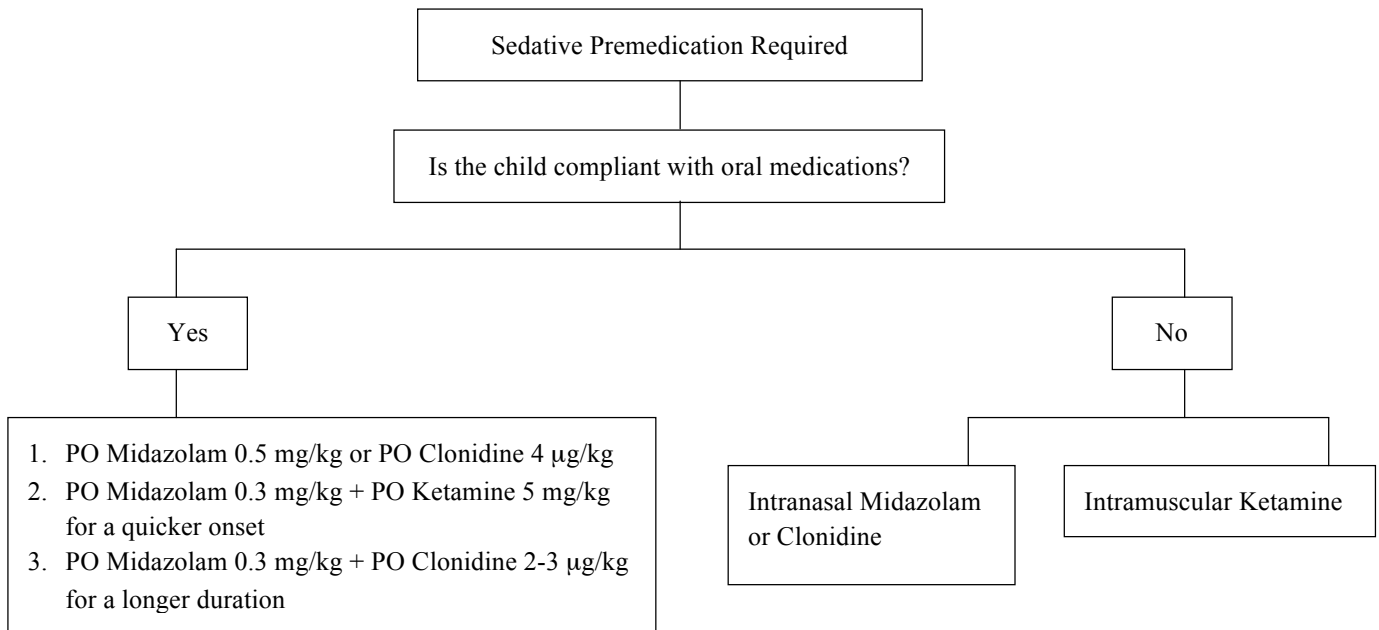 Sedative Premedication Required
Is the child compliant with oral medications?
Yes
No
1. PO Midazolam 0.5 mg/kg or PO Clonidine 4 µg/kg
2. PO Midazolam 0.3 mg/kg + PO Ketamine 5 mg/kg
for a quicker onset
3. PO Midazolam 0.3 mg/kg + PO Clonidine 2-3 µg/kg
for a longer duration
Intranasal Midazolam
or Clonidine
Intramuscular Ketamine